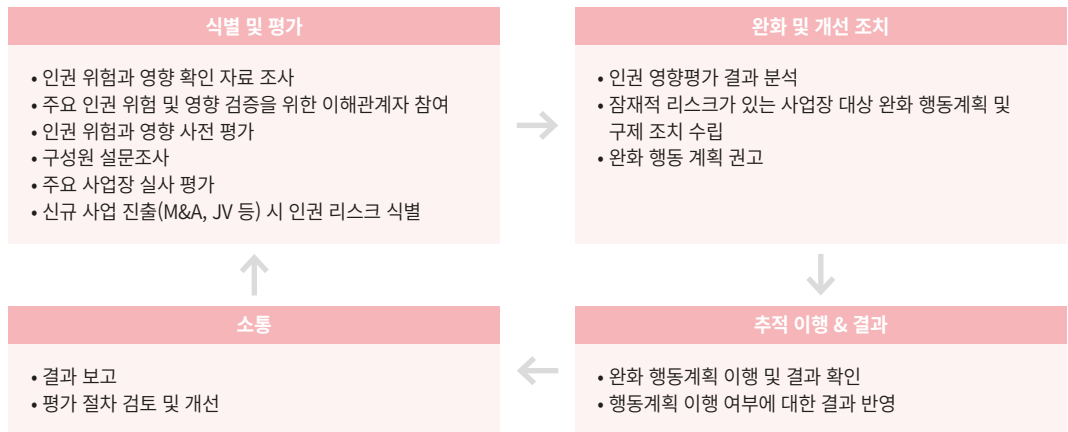 식별 및 평가
• 인권 위험과 영향 확인 자료 조사
• 주요 인권 위험 및 영향 검증을 위한 이해관계자 참여
• 인권 위험과 영향 사전 평가
• 구성원 설문조사
• 주요 사업장 실사 평가
• 신규 사업 진출(M&A, JV 등) 시 인권 리스크 식별
완화 및 개선 조치
• 인권 영향평가 결과 분석
• 잠재적 리스크가 있는 사업장 대상 완화 행동계획 및
구제 조치 수립
• 완화 행동 계획 권고
추적 이행 & 결과
• 완화 행동계획 이행 및 결과 확인
• 행동계획 이행 여부에 대한 결과 반영
소통
• 결과 보고
• 평가 절차 검토 및 개선